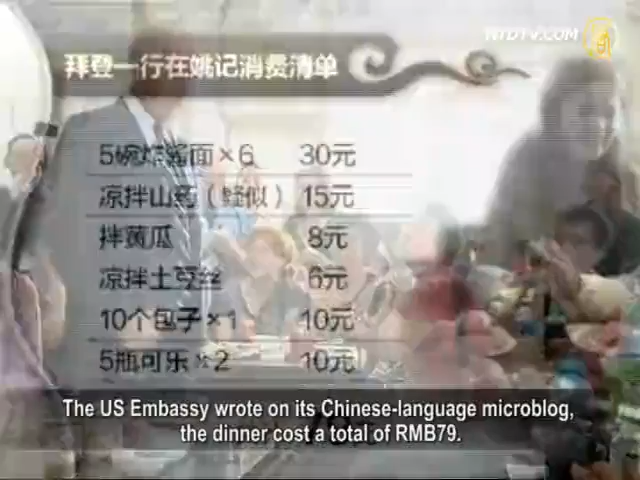 NTDTV.COM
拜登一行在姚记消费清单
5碗炸酱面×6 30元
凉拌山药（疑似） 15元
拌黄瓜 8元
凉拌土豆丝 6元
10个包子×1 10元
5瓶可乐×2 10元
The US Embassy wrote on its Chinese-language microblog,
the dinner cost a total of RMB79.